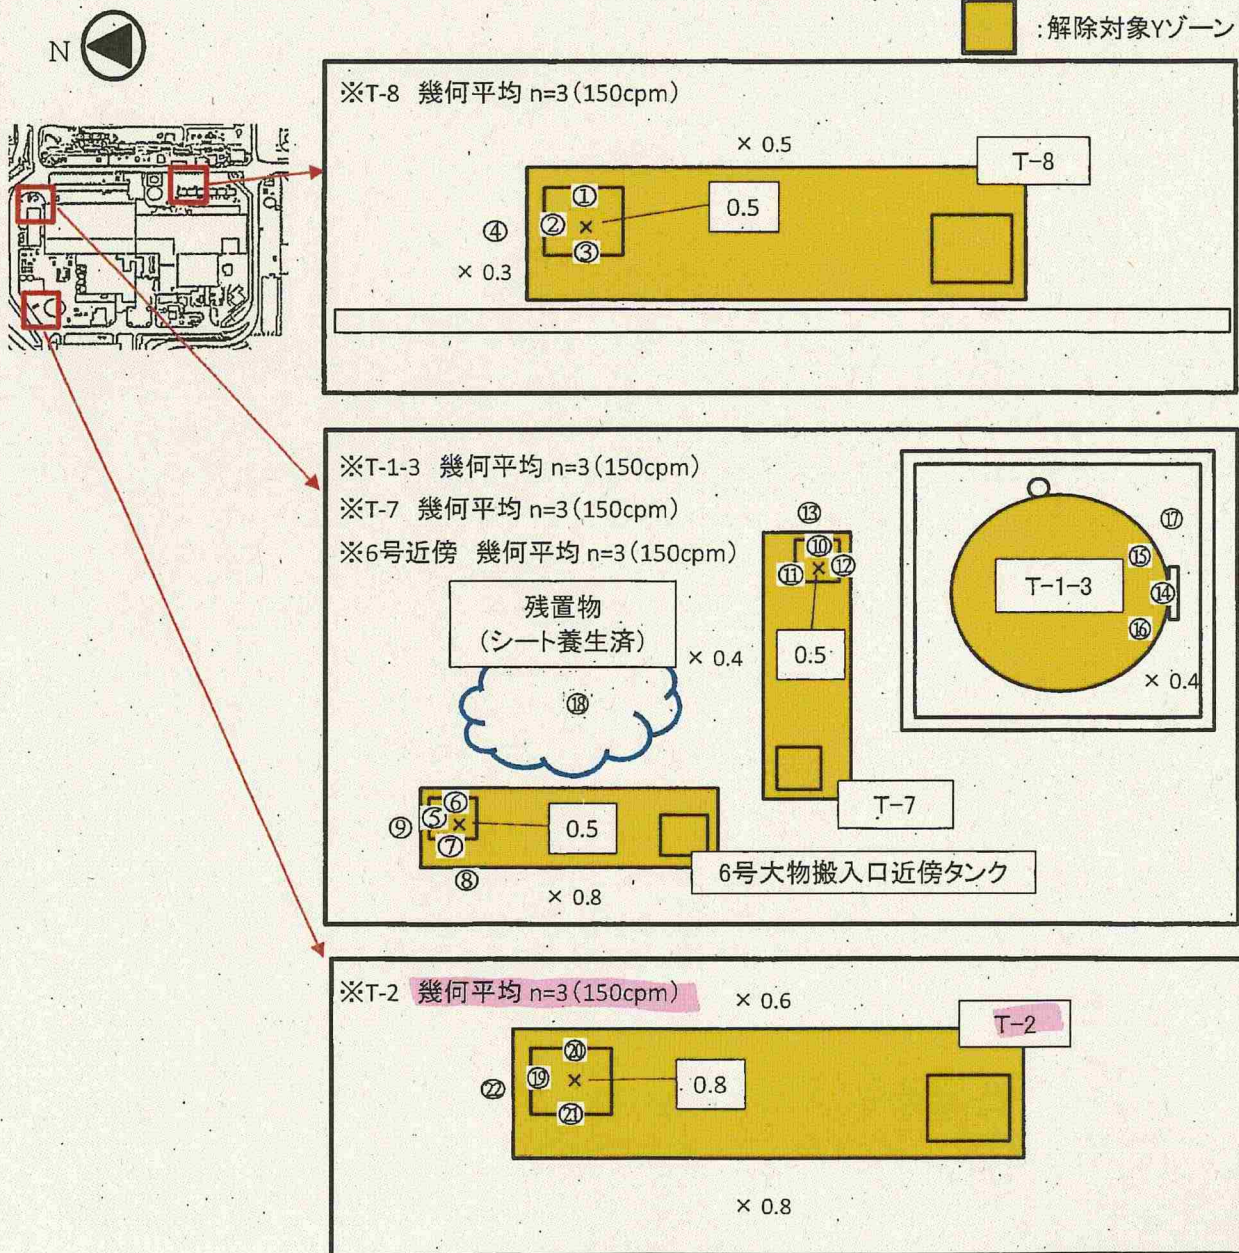 N
:解除対象Yゾーン
※T-8 幾何平均 n=3(150cpm)
× 0.5
T-8
①
② ×
③
0.5
④
× 0.3
※T-1-3 幾何平均 n=3(150cpm)
※T-7 幾何平均 n=3(150cpm)
※6号近傍 幾何平均 n=3(150cpm)
残置物
(シート養生済)
⑱
× 0.4
⑬
⑩
⑪ × ⑫
0.5
T-7
⑰
⑮
T-1-3
⑭
⑯
× 0.4
⑥
⑤ ×
⑦
0.5
⑨
⑧
× 0.8
6号大物搬入口近傍タンク
※T-2 幾何平均 n=3(150cpm)
× 0.6
T-2
⑳
⑲ ×
㉑
0.8
㉒
× 0.8